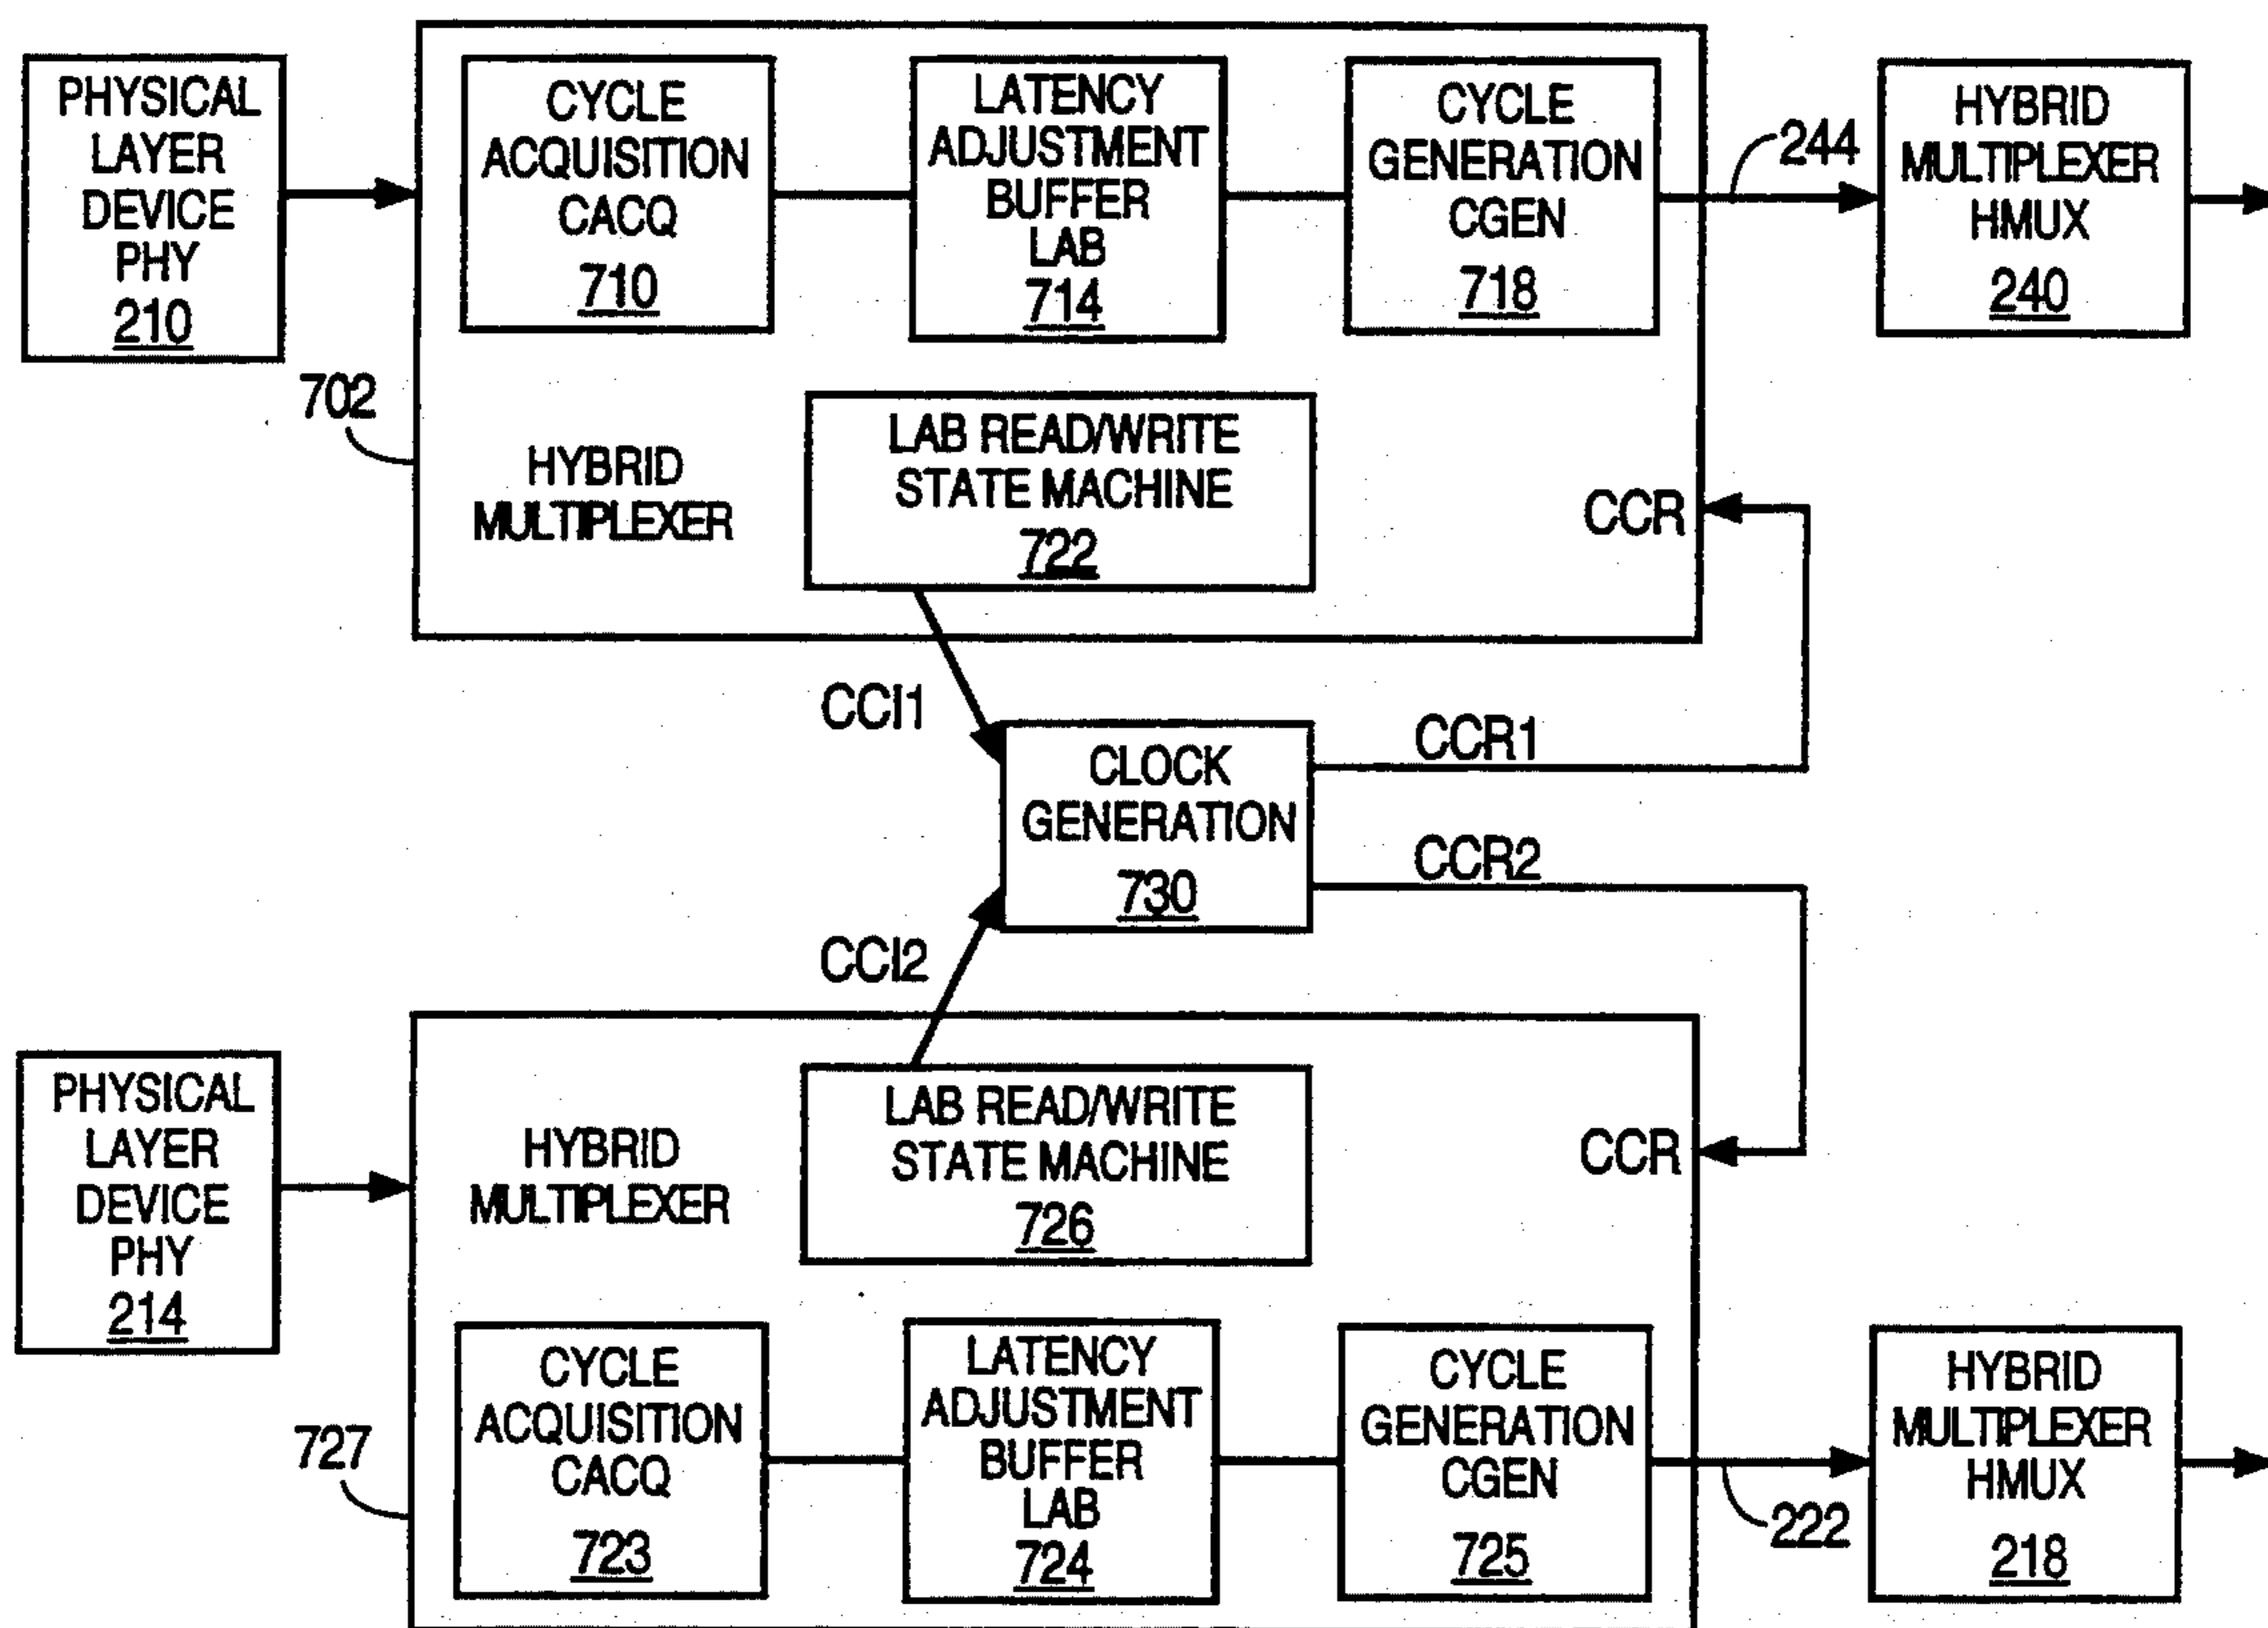 PHYSICAL
LAYER
DEVICE
PHY
210
CYCLE
ACQUISITION
CACQ
710
LATENCY
ADJUSTMENT
BUFFER
LAB
714
CYCLE
GENERATION
CGEN
718
244
HYBRID
MULTIPLEXER
HMUX
240
702
HYBRID
MULTIPLEXER
LAB READ/WRITE
STATE MACHINE
722
CCR
CCI1
CLOCK
GENERATION
730
CCR1
CCR2
CCI2
PHYSICAL
LAYER
DEVICE
PHY
214
HYBRID
MULTIPLEXER
LAB READ/WRITE
STATE MACHINE
726
CCR
727
CYCLE
ACQUISITION
CACQ
723
LATENCY
ADJUSTMENT
BUFFER
LAB
724
CYCLE
GENERATION
CGEN
725
222
HYBRID
MULTIPLEXER
HMUX
218